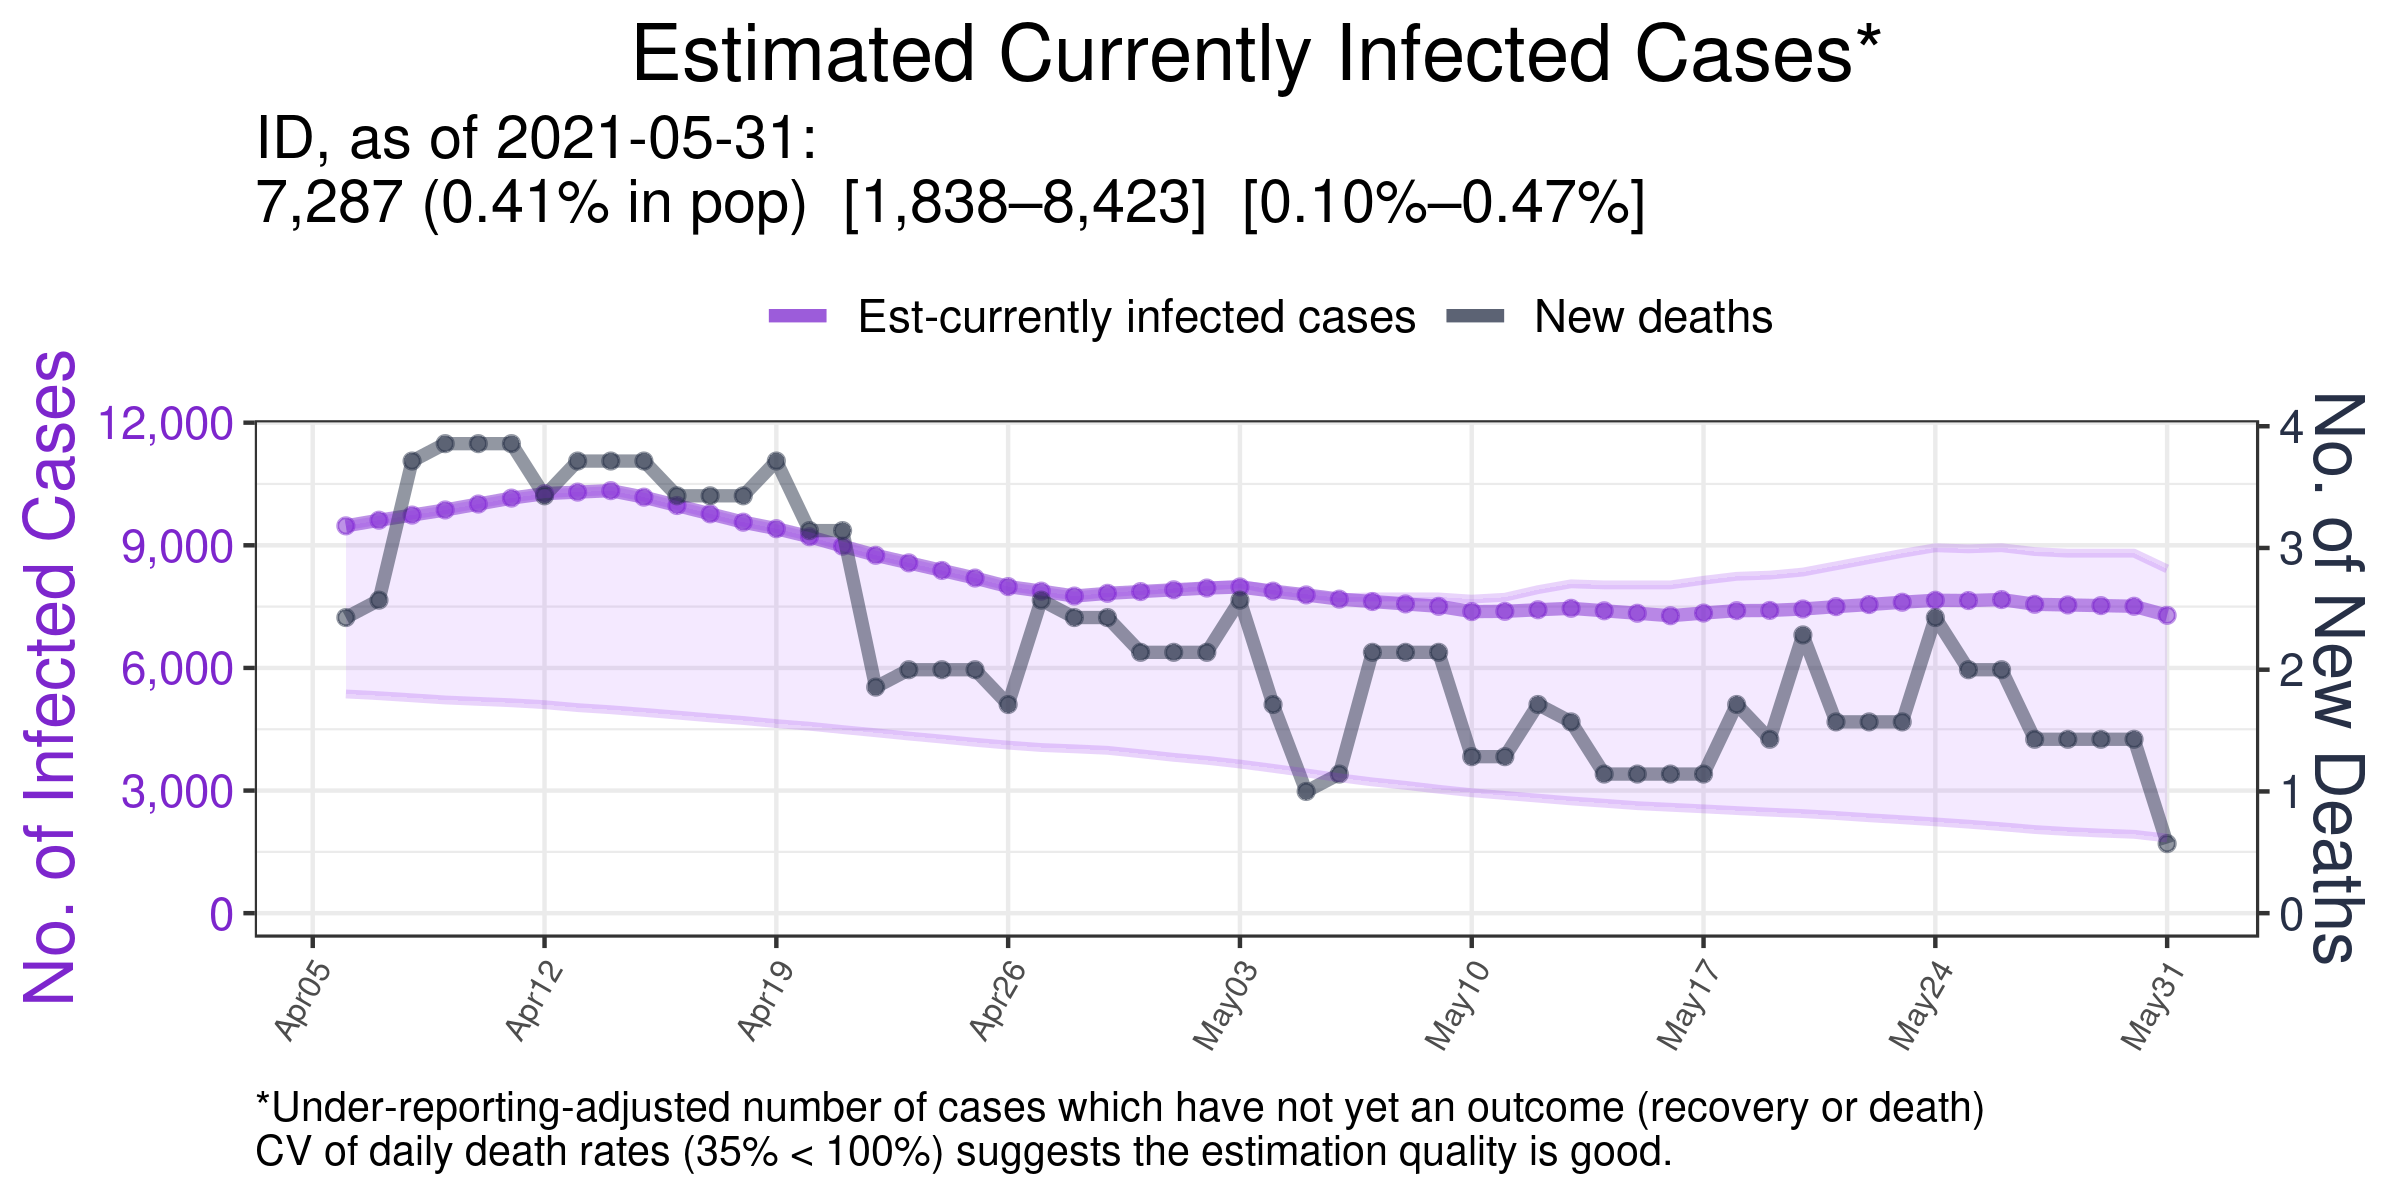 Estimated Currently Infected Cases*
ID, as of 2021-05-31:
7,287 (0.41% in pop)  [1,838–8,423]  [0.10%–0.47%]
Est-currently infected cases
New deaths
No. of Infected Cases
12,000
9,000
6,000
3,000
0
4
3
2
1
0
No. of New Deaths
Apr05
Apr12
Apr19
Apr26
May03
May10
May17
May24
May31
*Under-reporting-adjusted number of cases which have not yet an outcome (recovery or death)
CV of daily death rates (35% < 100%) suggests the estimation quality is good.